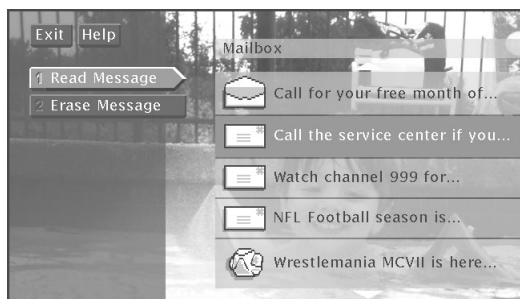 Exit Help
Mailbox
1 Read Message
2 Erase Message
Call for your free month of...
Call the service center if you...
Watch channel 999 for...
NFL Football season is...
Wrestlemania MCVII is here...